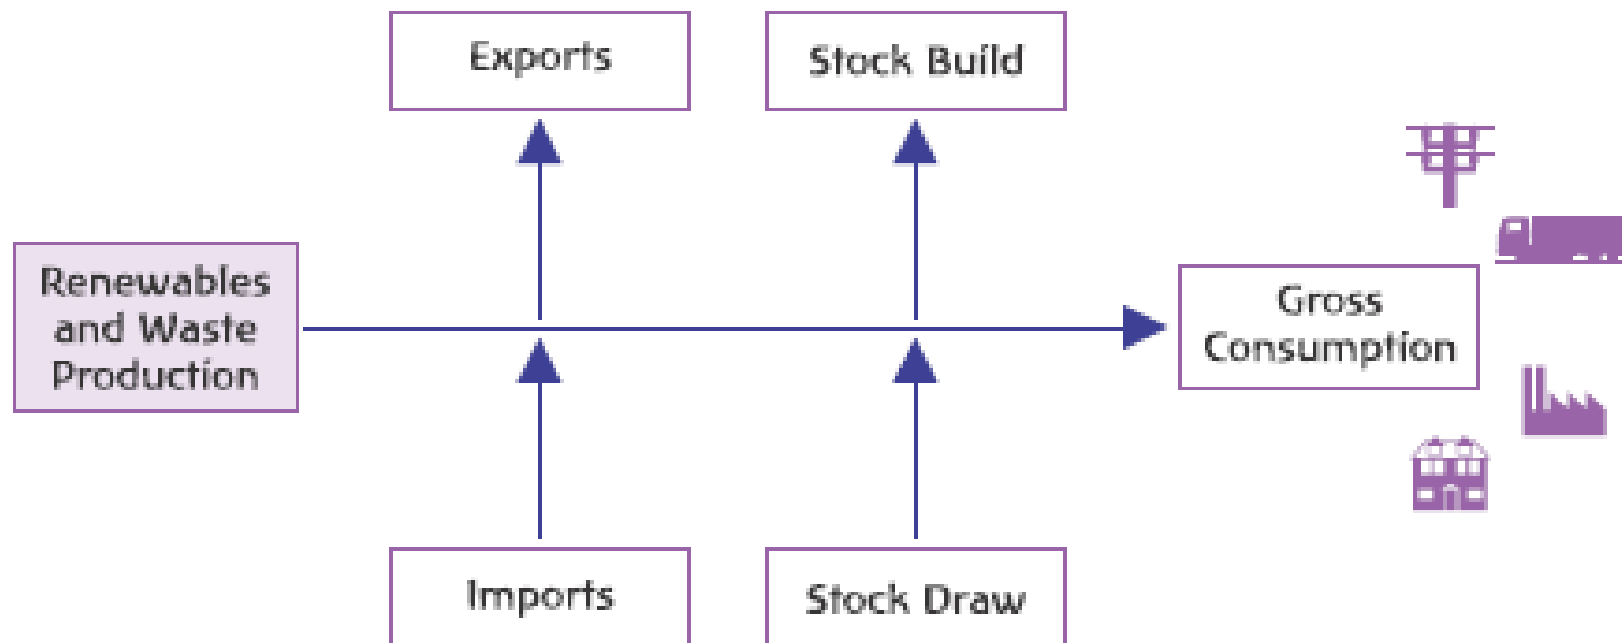 Exports
Stock Build
Renewables
and Waste
Production
Gross
Consumption
Imports
Stock Draw